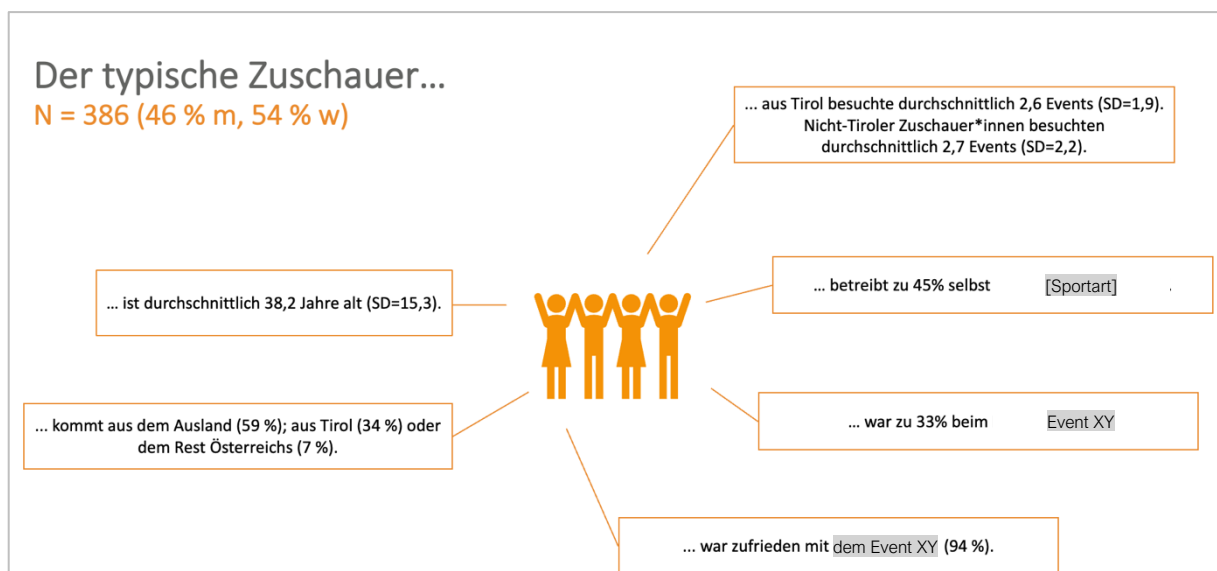 Der typische Zuschauer...
N = 386 (46 % m, 54 % w)
... aus Tirol besuchte durchschnittlich 2,6 Events (SD=1,9).
Nicht-Tiroler Zuschauer*innen besuchten
durchschnittlich 2,7 Events (SD=2,2).
... ist durchschnittlich 38,2 Jahre alt (SD=15,3).
... betreibt zu 45% selbst [Sportart] .
... kommt aus dem Ausland (59 %); aus Tirol (34 %) oder
dem Rest Österreichs (7 %).
... war zu 33% beim Event XY
... war zufrieden mit dem Event XY (94 %).